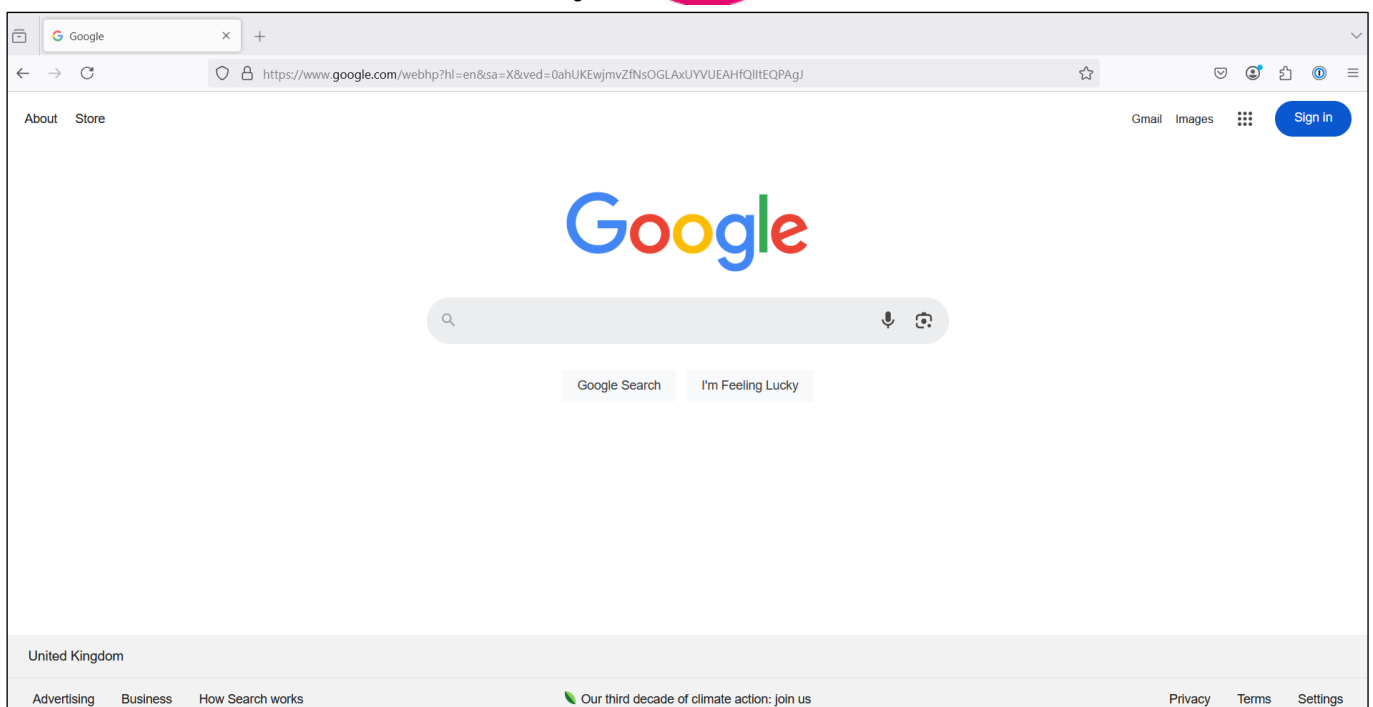 Google
https://www.google.com/webhp?hl=en&sa=X&ved=0ahUKEwjmvZfNsOGLAxUYVUEAHfQlItEQPAgJ
About Store Gmail Images Sign in
Google
Google Search I'm Feeling Lucky
United Kingdom
Advertising Business How Search works Our third decade of climate action: join us Privacy Terms Settings